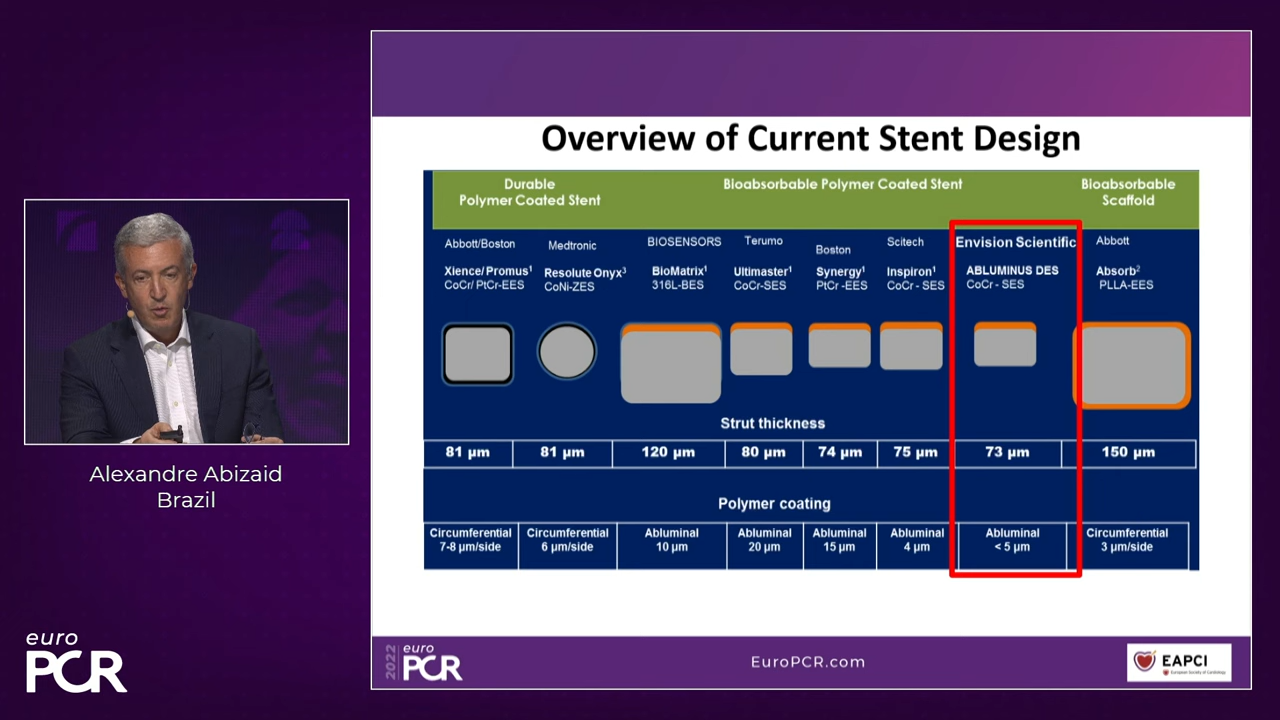 Overview of Current Stent Design
Durable
Polymer Coated Stent
Bioabsorbable Polymer Coated Stent
Bioabsorbable
Scaffold
Abbott/Boston
Xience/Promus¹
CoCr/ PtCr-EES
Medtronic
Resolute Onyx³
CoNi-ZES
BIOSENSORS
BioMatrix¹
316L-BES
Terumo
Ultimaster¹
CoCr-SES
Boston
Synergy¹
PtCr -EES
Scitech
Inspiron¹
CoCr - SES
Envision Scientific
ABLUMINUS DES
CoCr - SES
Abbott
Absorb²
PLLA-EES
Strut thickness
81 µm
81 µm
120 µm
80 µm
74 µm
75 µm
73 µm
150 µm
Polymer coating
Circumferential
7-8 µm/side
Circumferential
6 µm/side
Abluminal
10 µm
Abluminal
20 µm
Abluminal
15 µm
Abluminal
4 µm
Abluminal
< 5 µm
Circumferential
3 µm/side
Alexandre Abizaid
Brazil
euro
PCR
2022
euro
PCR
EuroPCR.com
EAPCI
European Society of Cardiology